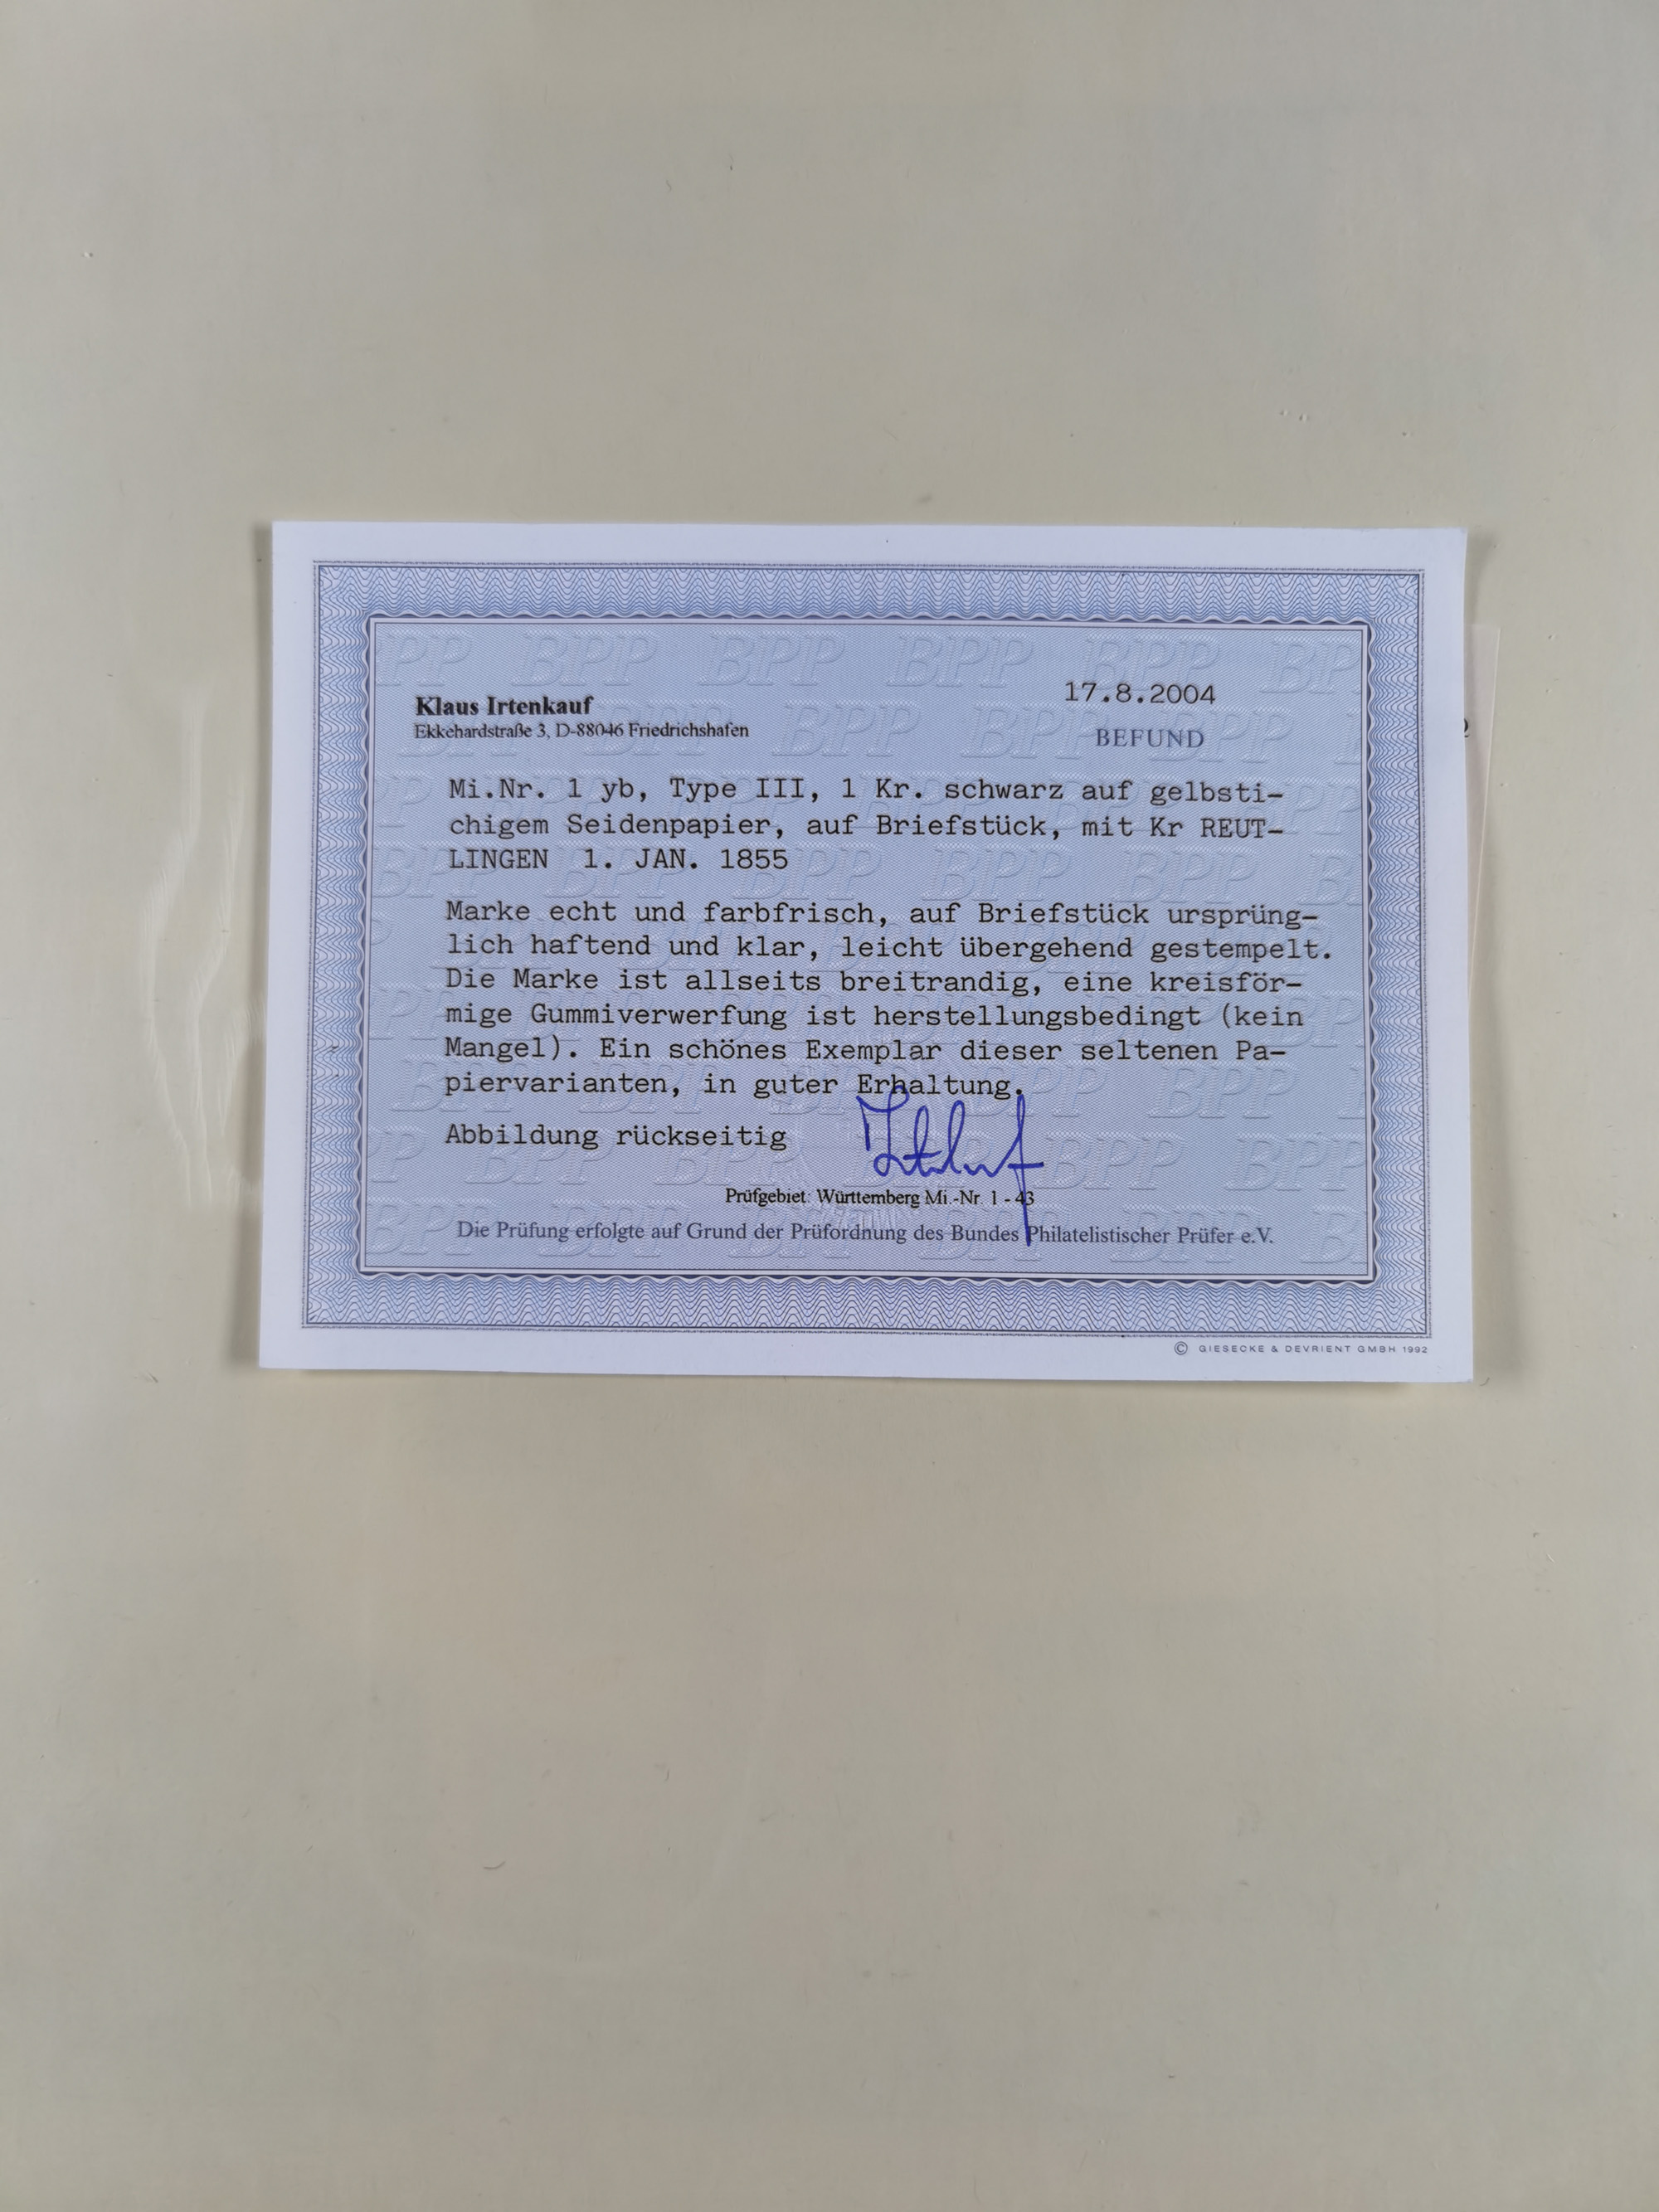 17.8.2004
Klaus Irtenkauf
Ekkehardstraße 3, D-88046 Friedrichshafen
BEFUND
Mi.Nr. 1 yb, Type III, 1 Kr. schwarz auf gelbsti-
chigem Seidenpapier, auf Briefstück, mit Kr REUT-
LINGEN 1. JAN. 1855
Marke echt und farbfrisch, auf Briefstück ursprüng-
lich haftend und klar, leicht übergehend gestempelt.
Die Marke ist allseits breitrandig, eine kreisför-
mige Gummiverwerfung ist herstellungsbedingt (kein
Mangel). Ein schönes Exemplar dieser seltenen Pa-
piervarianten, in guter Erhaltung.
Abbildung rückseitig
Prüfgebiet: Württemberg Mi.-Nr. 1 - 43
Die Prüfung erfolgte auf Grund der Prüfordnung des Bundes Philatelistischer Prüfer e.V.
© GIESECKE & DEVRIENT GMBH 1992